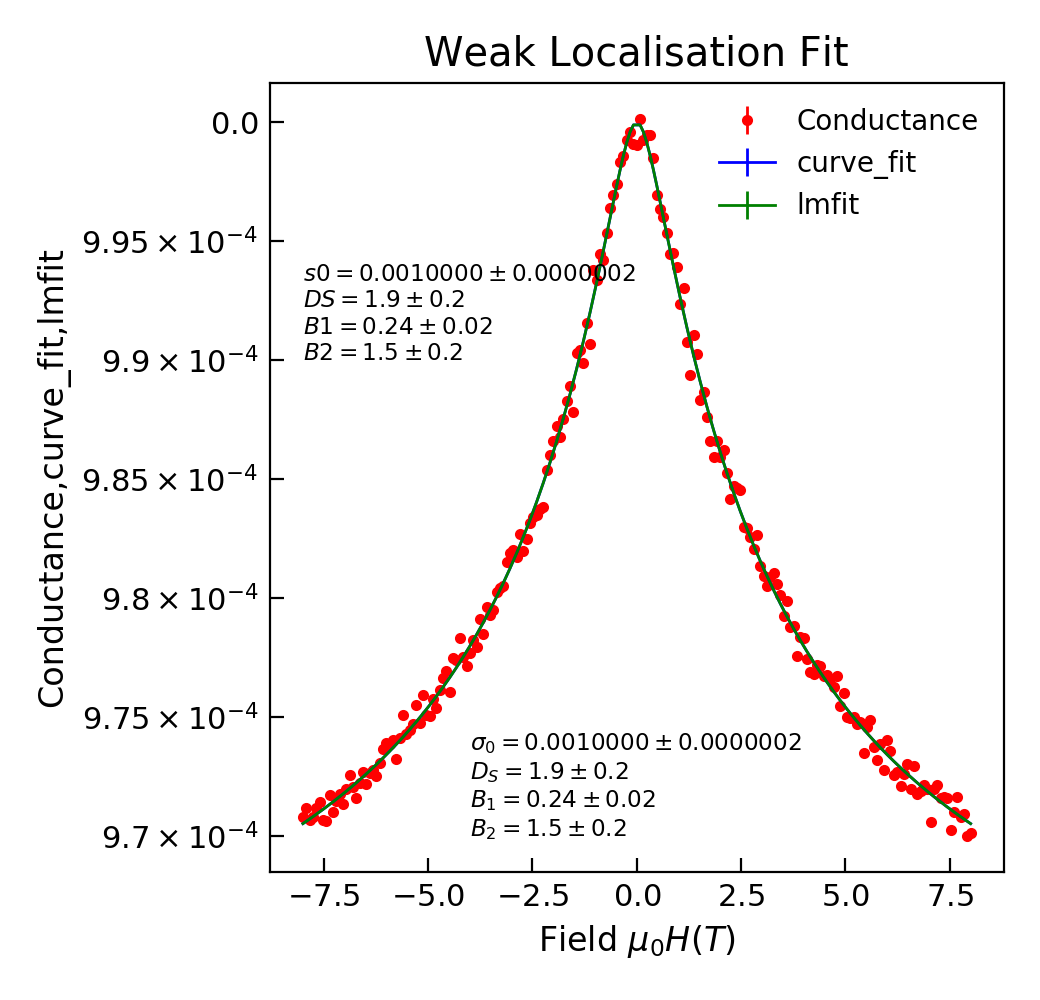 Weak Localisation Fit
Conductance
curve_fit
lmfit
0.0
9.95 × 10⁻⁴
9.9 × 10⁻⁴
9.85 × 10⁻⁴
9.8 × 10⁻⁴
9.75 × 10⁻⁴
9.7 × 10⁻⁴
Conductance,curve_fit,lmfit
s0 = 0.0010000 ± 0.0000002
DS = 1.9 ± 0.2
B1 = 0.24 ± 0.02
B2 = 1.5 ± 0.2
σ₀ = 0.0010000 ± 0.0000002
D_S = 1.9 ± 0.2
B₁ = 0.24 ± 0.02
B₂ = 1.5 ± 0.2
−7.5 −5.0 −2.5 0.0 2.5 5.0 7.5
Field μ₀H(T)